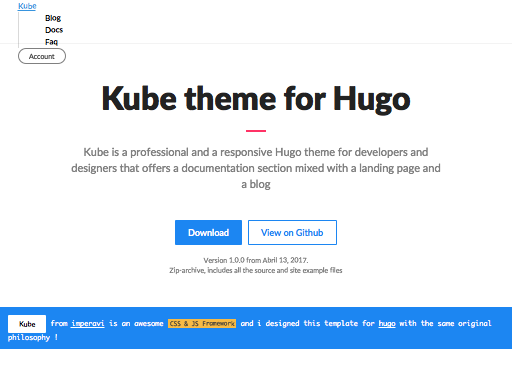 Kube
Blog
Docs
Faq
Account
Kube theme for Hugo
Kube is a professional and a responsive Hugo theme for developers and
designers that offers a documentation section mixed with a landing page and
a blog
Download View on Github
Version 1.0.0 from Abril 13, 2017.
Zip-archive, includes all the source and site example files
Kube from imperavi is an awesome CSS & JS Framework and i designed this template for hugo with the same original
philosophy !